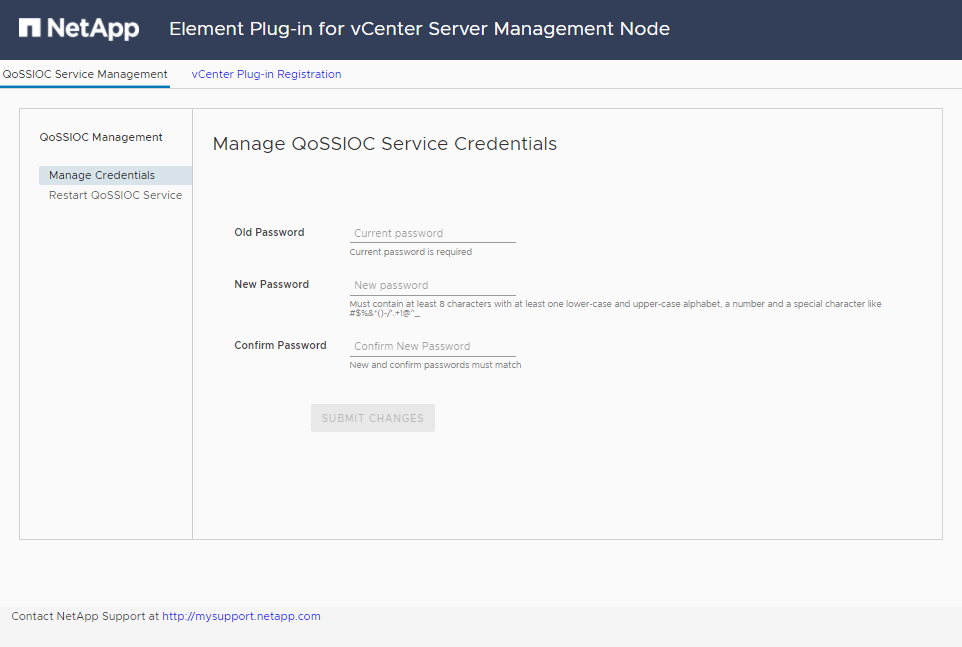 NetApp Element Plug-in for vCenter Server Management Node
QoSSIOC Service Management vCenter Plug-in Registration
QoSSIOC Management
Manage Credentials
Restart QoSSIOC Service
Manage QoSSIOC Service Credentials
Old Password Current password
Current password is required
New Password New password
Must contain at least 8 characters with at least one lower-case and upper-case alphabet, a number and a special character like
#$%&*()-/'.+!@^_
Confirm Password Confirm New Password
New and confirm passwords must match
SUBMIT CHANGES
Contact NetApp Support at http://mysupport.netapp.com